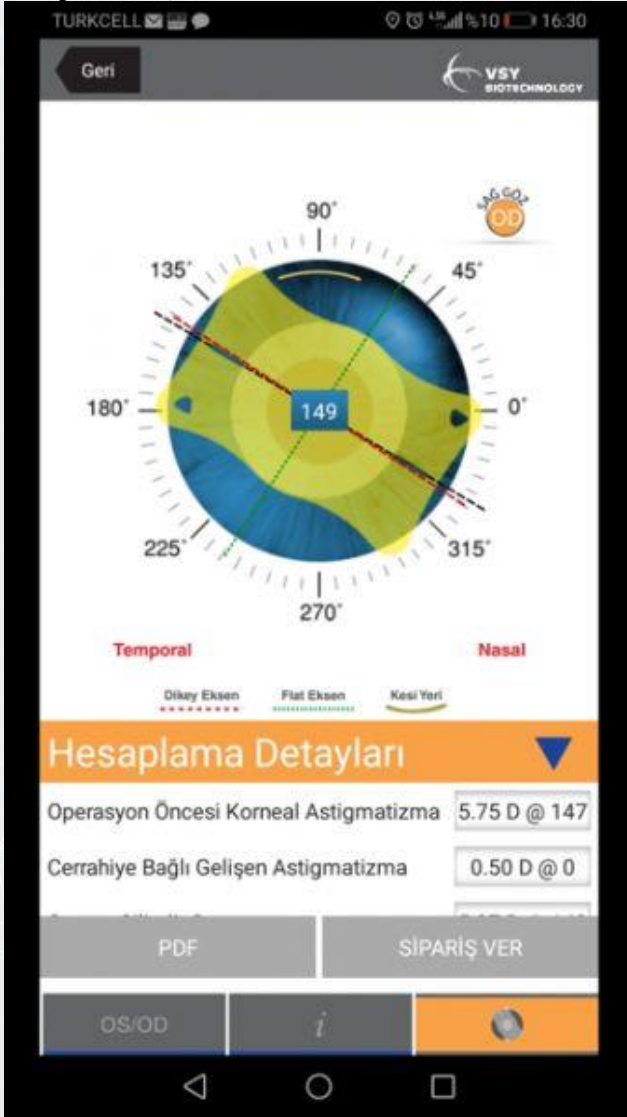 TURKCELL %10 16:30
Geri
VSY
BIOTECHNOLOGY
SAĞ GÖZ
OD
90°
135° 45°
180° 149 0°
225° 315°
270°
Temporal Nasal
Dikey Eksen Flat Eksen Kesi Yeri
Hesaplama Detayları
Operasyon Öncesi Korneal Astigmatizma 5.75 D @ 147
Cerrahiye Bağlı Gelişen Astigmatizma 0.50 D @ 0
PDF SİPARİŞ VER
OS/OD i